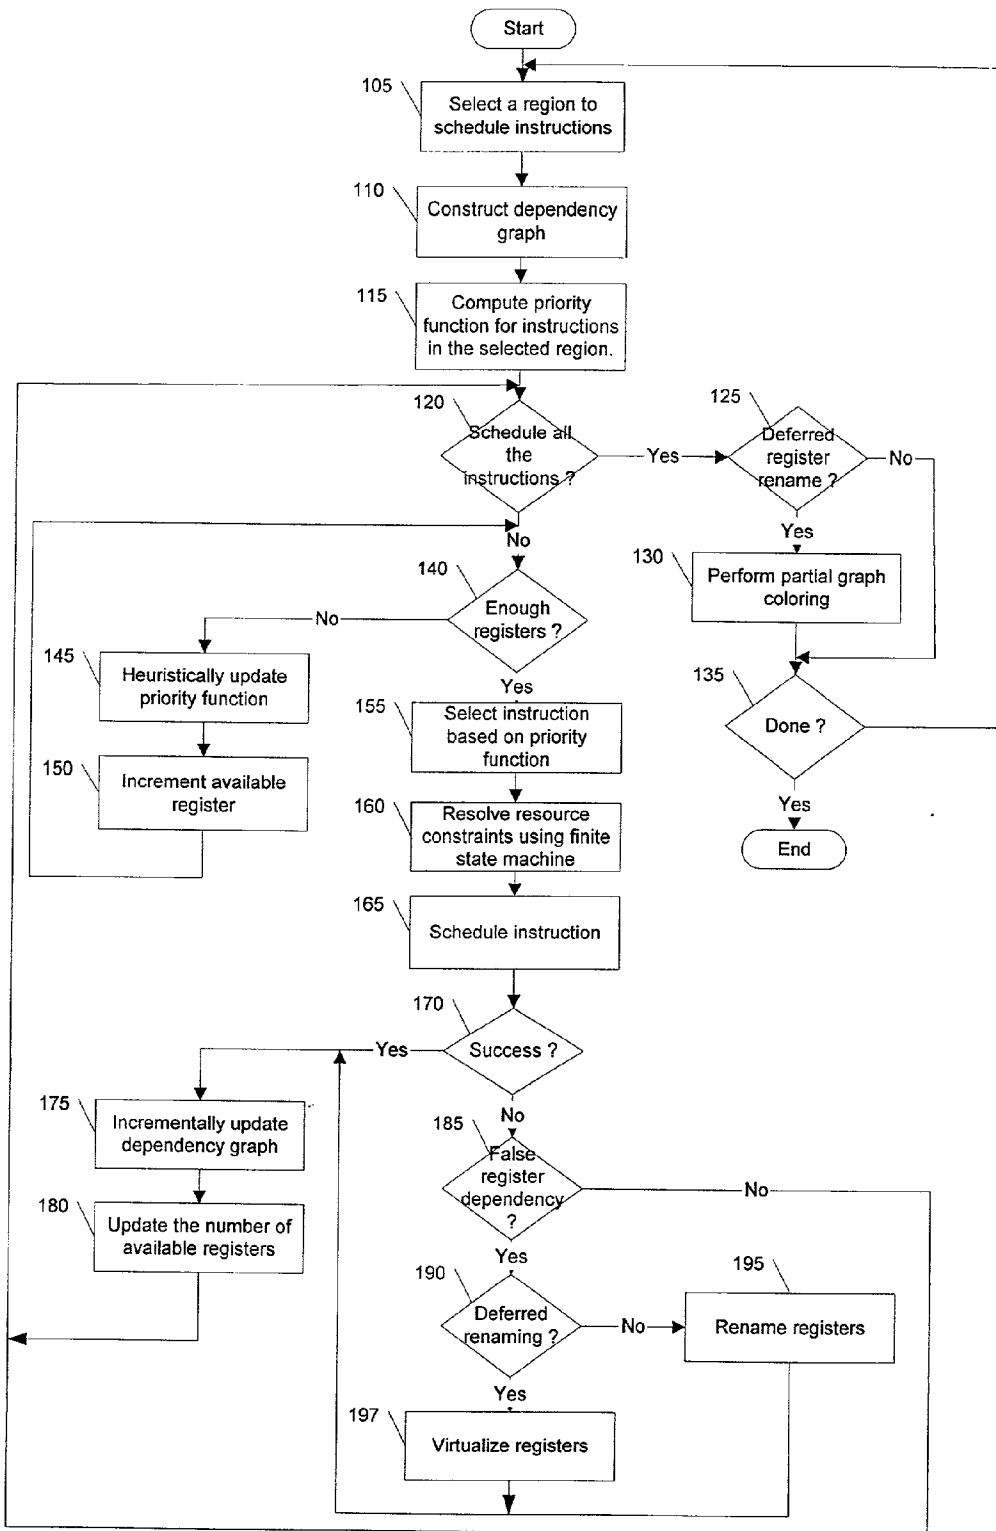 Start
105
Select a region to
schedule instructions
110
Construct dependency
graph
115
Compute priority
function for instructions
in the selected region.
120
Schedule all
the
instructions ?
Yes
125
Deferred
register
rename ?
No
No
Yes
130
Perform partial graph
coloring
140
Enough
registers ?
No
145
Heuristically update
priority function
135
Done ?
Yes
155
Select instruction
based on priority
function
150
Increment available
register
Yes
End
160
Resolve resource
constraints using finite
state machine
165
Schedule instruction
170
Success ?
Yes
175
Incrementally update
dependency graph
No
185
False
register
dependency
?
No
180
Update the number of
available registers
Yes
190
Deferred
renaming ?
No
195
Rename registers
Yes
197
Virtualize registers